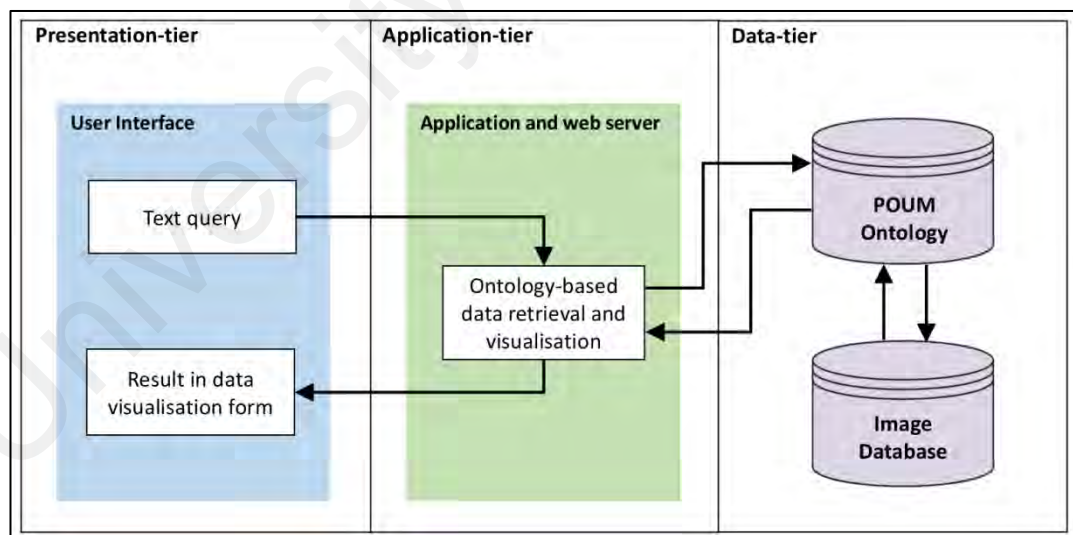 Presentation-tier
Application-tier
Data-tier
User Interface
Application and web server
Text query
Ontology-based
data retrieval and
visualisation
Result in data
visualisation form
POUM
Ontology
Image
Database
University